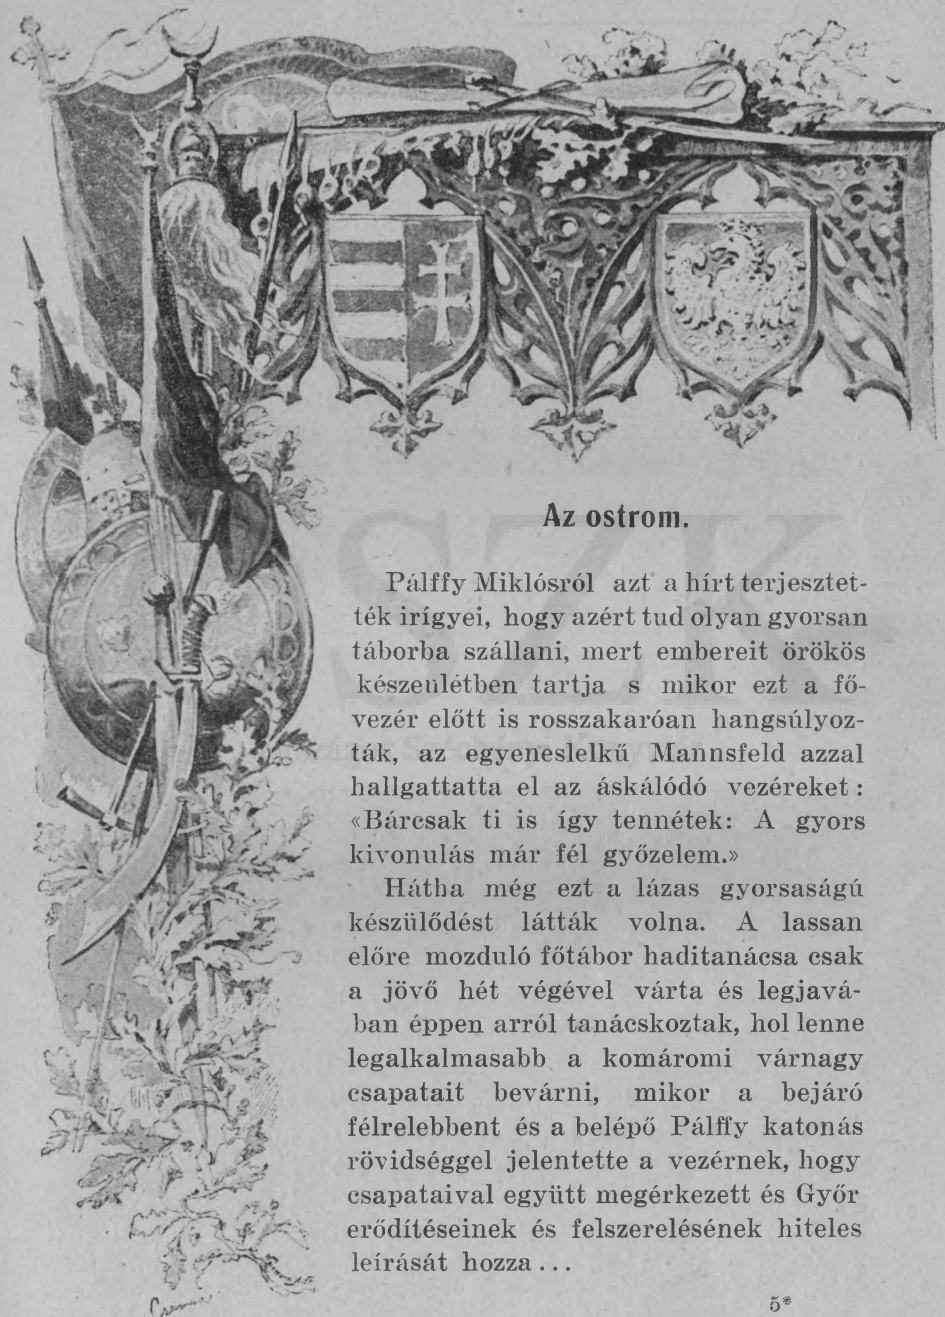 Az ostrom.
Pálffy Miklósról azt a hírt terjesztet-
ték irígyei, hogy azért tud olyan gyorsan
táborba szállani, mert embereit örökös
készenlétben tartja s mikor ezt a fő-
vezér előtt is rosszakaróan hangsúlyoz-
ták, az egyeneslelkű Mannsfeld azzal
hallgattatta el az áskálódó vezéreket:
«Bárcsak ti is így tennétek: A gyors
kivonulás már fél győzelem.»
Hátha még ezt a lázas gyorsaságú
készülődést látták volna. A lassan
előre mozduló főtábor haditanácsa csak
a jövő hét végével várta és legjavá-
ban éppen arról tanácskoztak, hol lenne
legalkalmasabb a komáromi várnagy
csapatait bevárni, mikor a bejáró
félrelebbent és a belépő Pálffy katonás
rövidséggel jelentette a vezérnek, hogy
csapataival együtt megérkezett és Győr
erődítéseinek és felszerelésének hiteles
leírását hozza...
5*